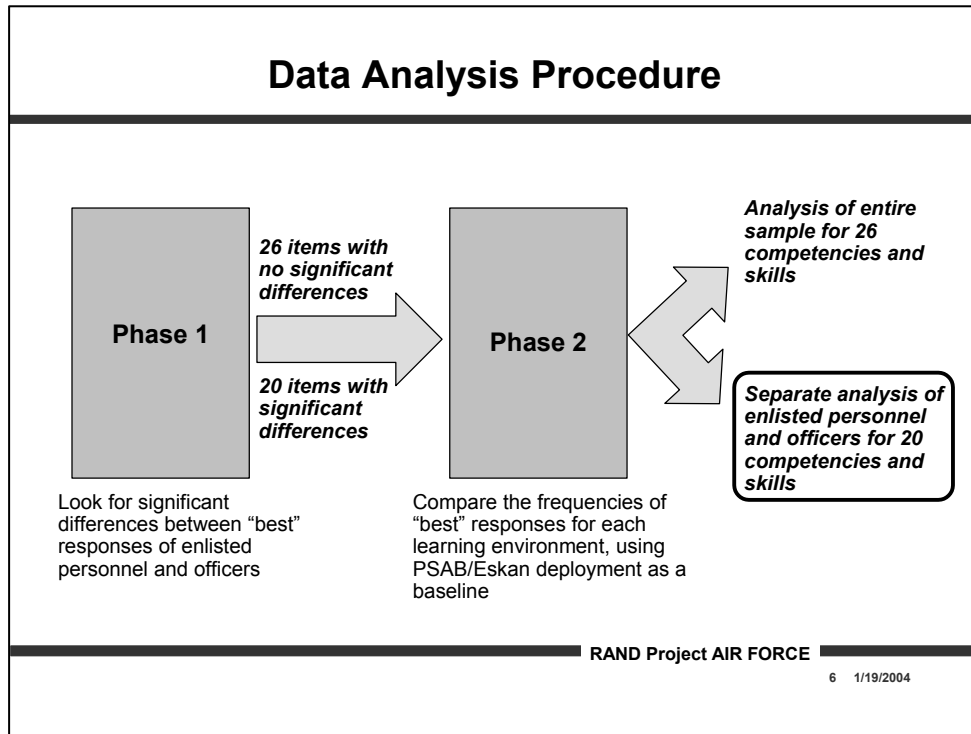 Data Analysis Procedure
Phase 1
26 items with
no significant
differences
20 items with
significant
differences
Look for significant
differences between “best”
responses of enlisted
personnel and officers
Phase 2
Compare the frequencies of
“best” responses for each
learning environment, using
PSAB/Eskan deployment as a
baseline
Analysis of entire
sample for 26
competencies and
skills
Separate analysis of
enlisted personnel
and officers for 20
competencies and
skills
RAND Project AIR FORCE
6 1/19/2004